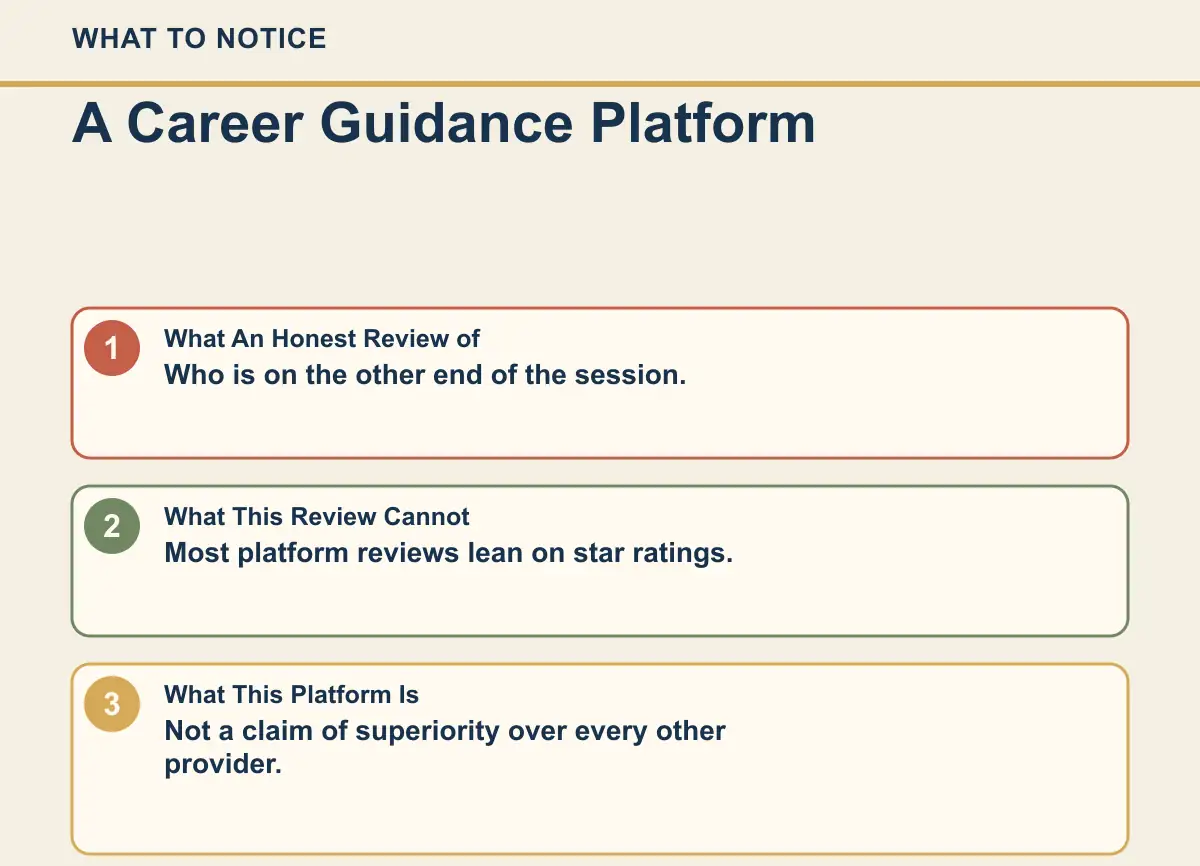 WHAT TO NOTICE
A Career Guidance Platform
1
What An Honest Review of
Who is on the other end of the session.
2
What This Review Cannot
Most platform reviews lean on star ratings.
3
What This Platform Is
Not a claim of superiority over every other
provider.